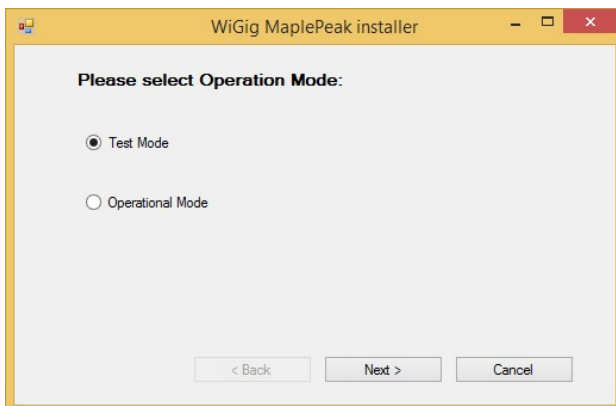 WiGig MaplePeak installer
Please select Operation Mode:
Test Mode
Operational Mode
< Back Next > Cancel